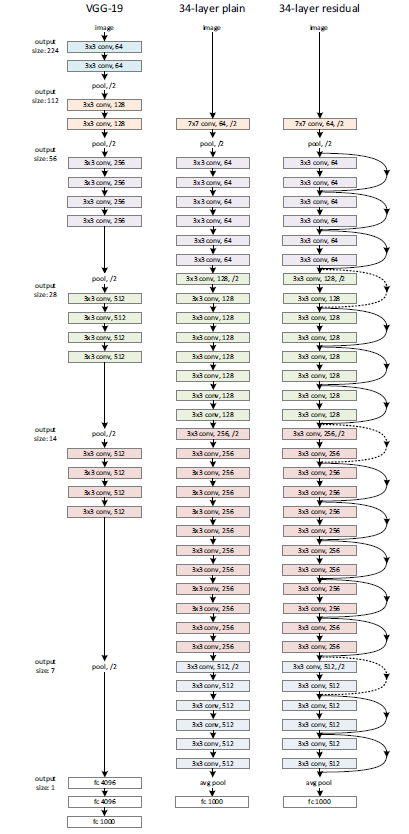 VGG-19
34-layer plain
34-layer residual
output
size: 224
output
size: 112
output
size: 56
output
size: 28
output
size: 14
output
size: 7
output
size: 1
image
3x3 conv, 64
3x3 conv, 64
pool, /2
3x3 conv, 128
3x3 conv, 128
pool, /2
3x3 conv, 256
3x3 conv, 256
3x3 conv, 256
3x3 conv, 256
pool, /2
3x3 conv, 512
3x3 conv, 512
3x3 conv, 512
3x3 conv, 512
pool, /2
3x3 conv, 512
3x3 conv, 512
3x3 conv, 512
3x3 conv, 512
pool, /2
fc 4096
fc 4096
fc 1000
image
7x7 conv, 64, /2
pool, /2
3x3 conv, 64
3x3 conv, 64
3x3 conv, 64
3x3 conv, 64
3x3 conv, 64
3x3 conv, 64
3x3 conv, 128, /2
3x3 conv, 128
3x3 conv, 128
3x3 conv, 128
3x3 conv, 128
3x3 conv, 128
3x3 conv, 128
3x3 conv, 128
3x3 conv, 256, /2
3x3 conv, 256
3x3 conv, 256
3x3 conv, 256
3x3 conv, 256
3x3 conv, 256
3x3 conv, 256
3x3 conv, 256
3x3 conv, 256
3x3 conv, 256
3x3 conv, 256
3x3 conv, 256
3x3 conv, 512, /2
3x3 conv, 512
3x3 conv, 512
3x3 conv, 512
3x3 conv, 512
3x3 conv, 512
avg pool
fc 1000
image
7x7 conv, 64, /2
pool, /2
3x3 conv, 64
3x3 conv, 64
3x3 conv, 64
3x3 conv, 64
3x3 conv, 64
3x3 conv, 64
3x3 conv, 128, /2
3x3 conv, 128
3x3 conv, 128
3x3 conv, 128
3x3 conv, 128
3x3 conv, 128
3x3 conv, 128
3x3 conv, 128
3x3 conv, 256, /2
3x3 conv, 256
3x3 conv, 256
3x3 conv, 256
3x3 conv, 256
3x3 conv, 256
3x3 conv, 256
3x3 conv, 256
3x3 conv, 256
3x3 conv, 256
3x3 conv, 256
3x3 conv, 256
3x3 conv, 512, /2
3x3 conv, 512
3x3 conv, 512
3x3 conv, 512
3x3 conv, 512
3x3 conv, 512
avg pool
fc 1000